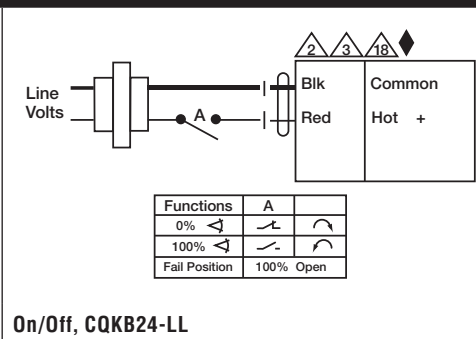 2 3 18
Line Volts
A
Blk Common
Red Hot +
Functions A
0%
100%
Fail Position 100% Open
On/Off, CQKB24-LL